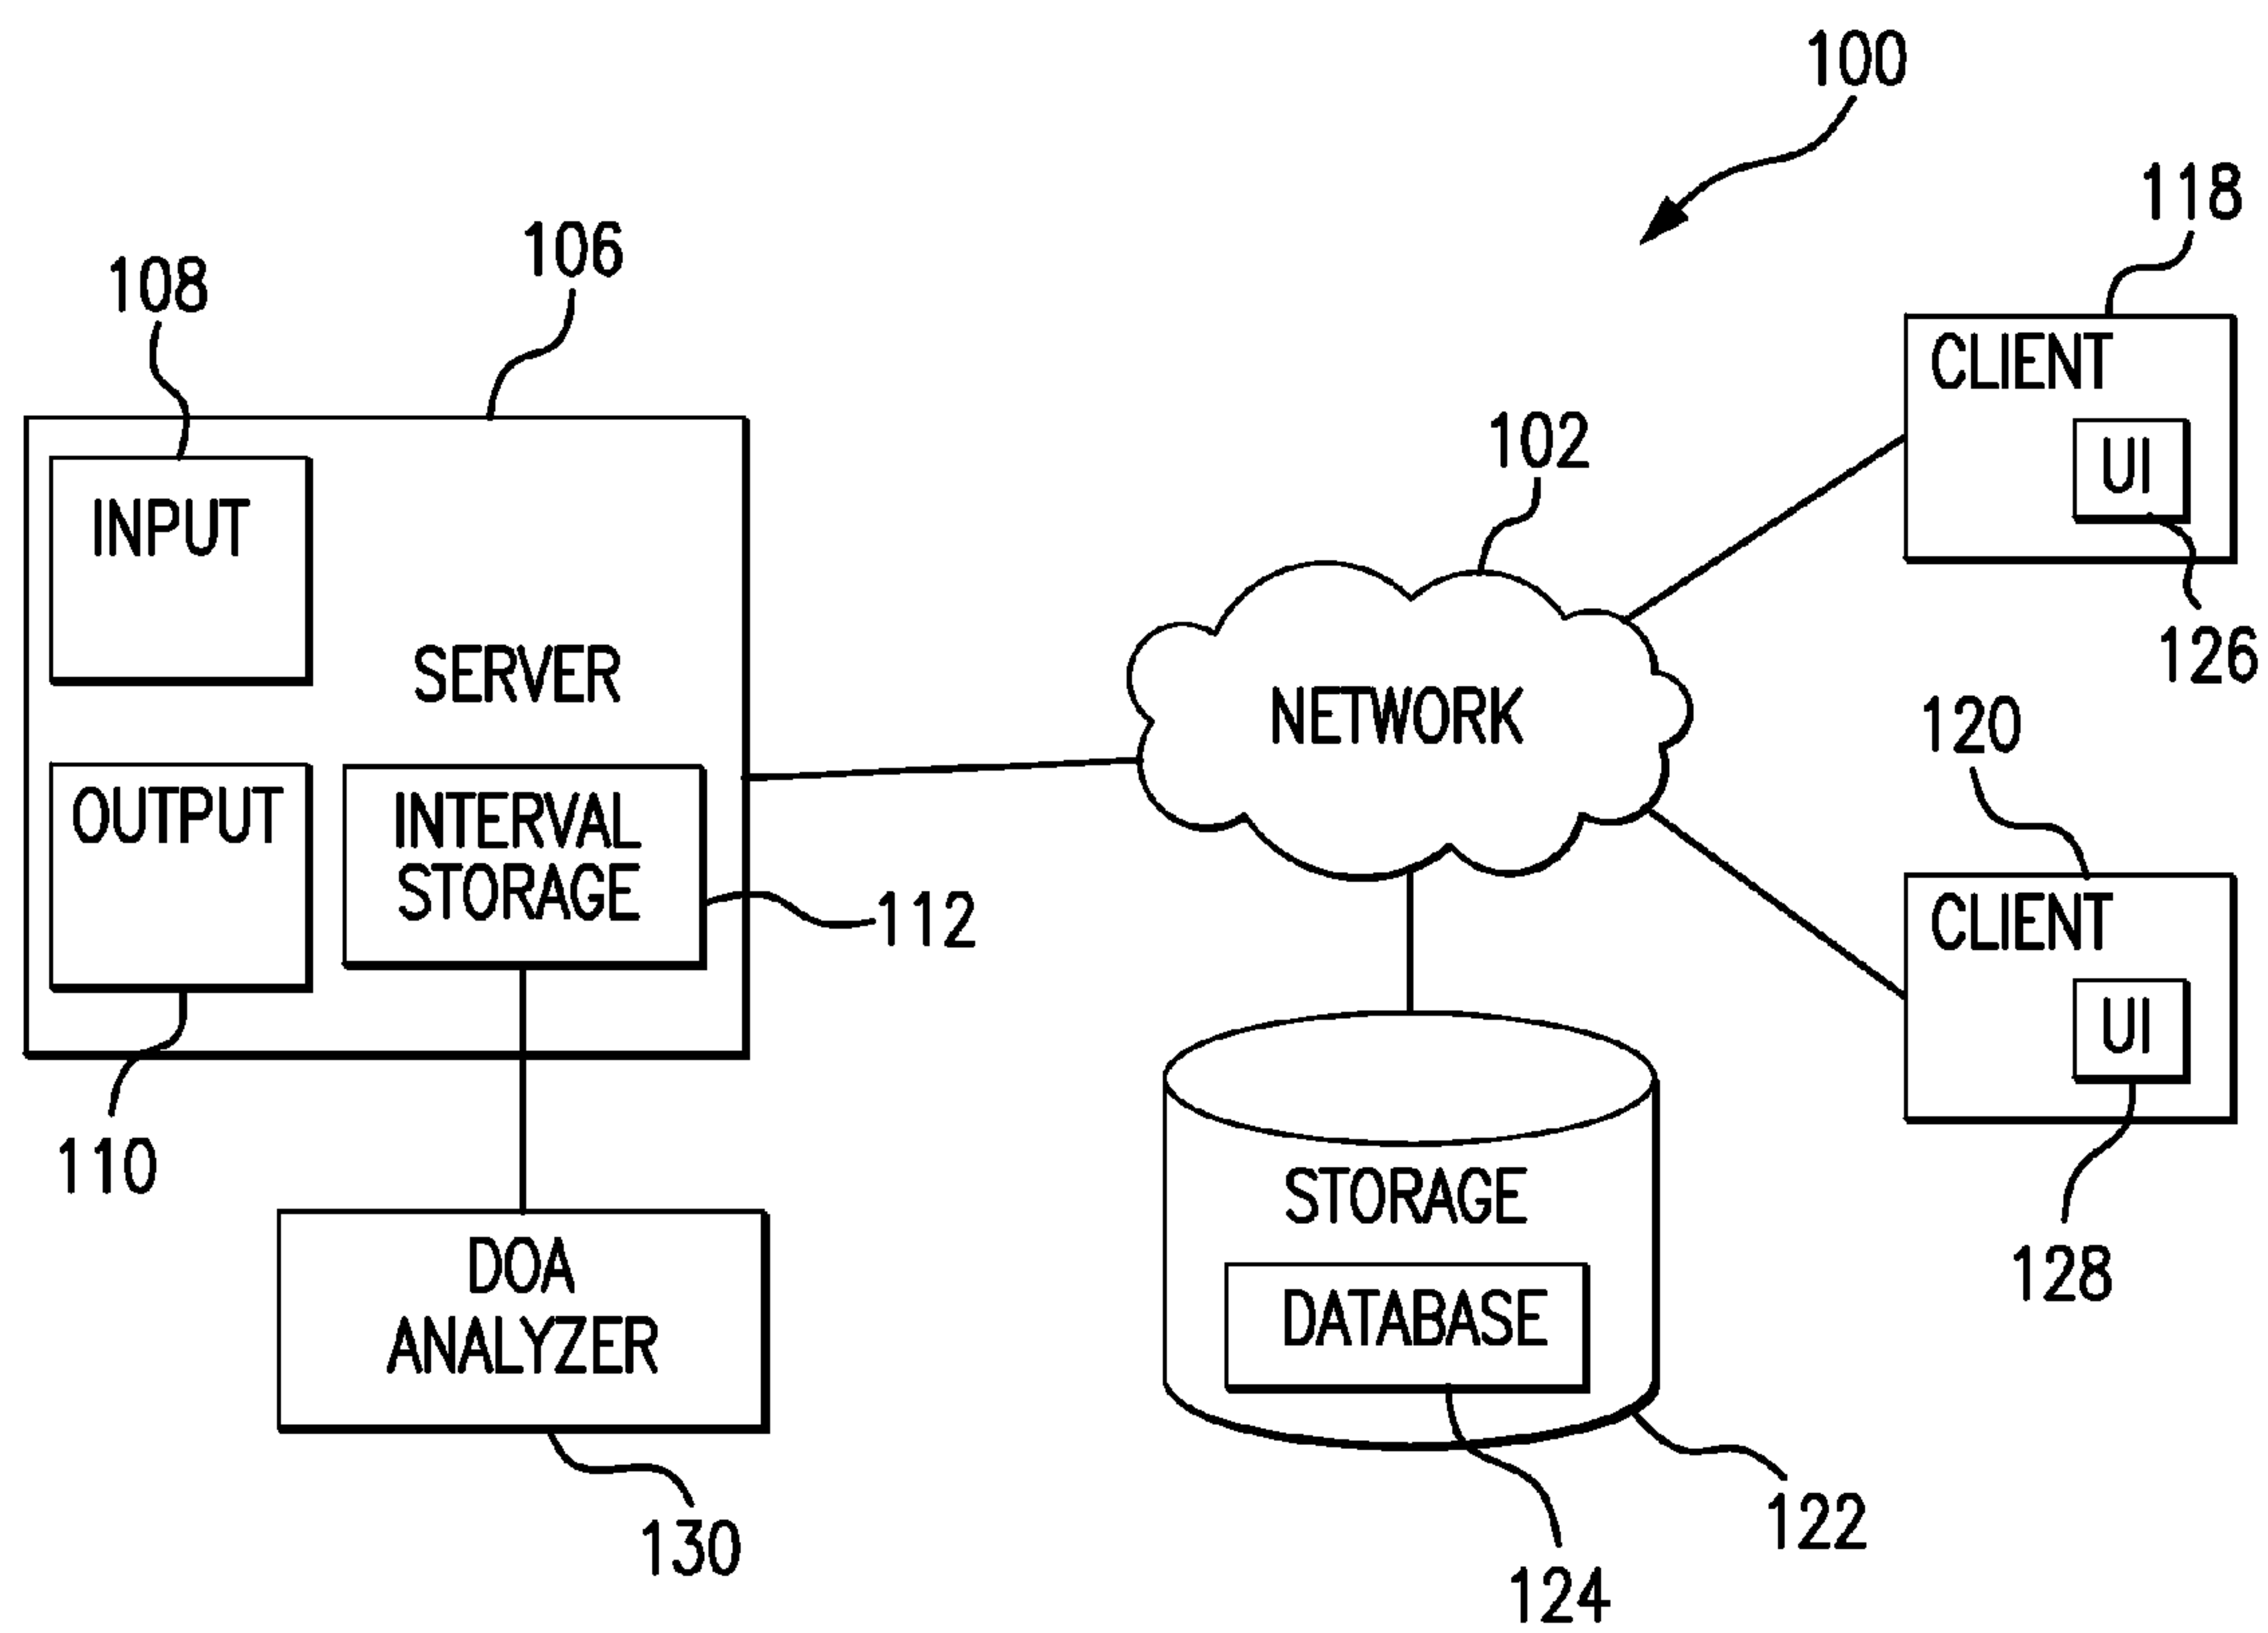 100
118
106
108
CLIENT
102
UI
INPUT
126
SERVER
NETWORK
120
OUTPUT
INTERVAL
STORAGE
112
CLIENT
UI
110
STORAGE
128
DOA
ANALYZER
DATABASE
122
130
124